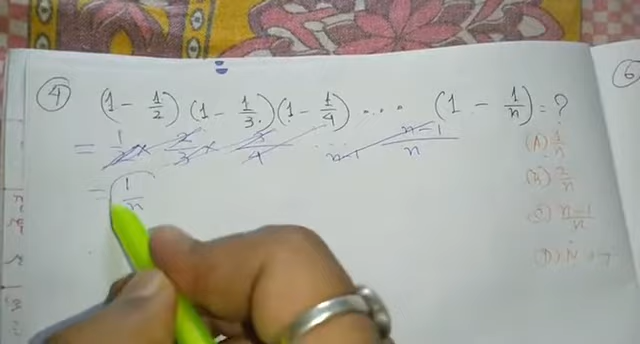 ④ (1 - 1/2) (1 - 1/3) (1 - 1/4) .... (1 - 1/n) = ?
= 1/2 × 2/3 × 3/4 ... n-1/n
= 1/n
(A) 1/n
(B) 2/n
(C) n-1/n
(D)
⑥